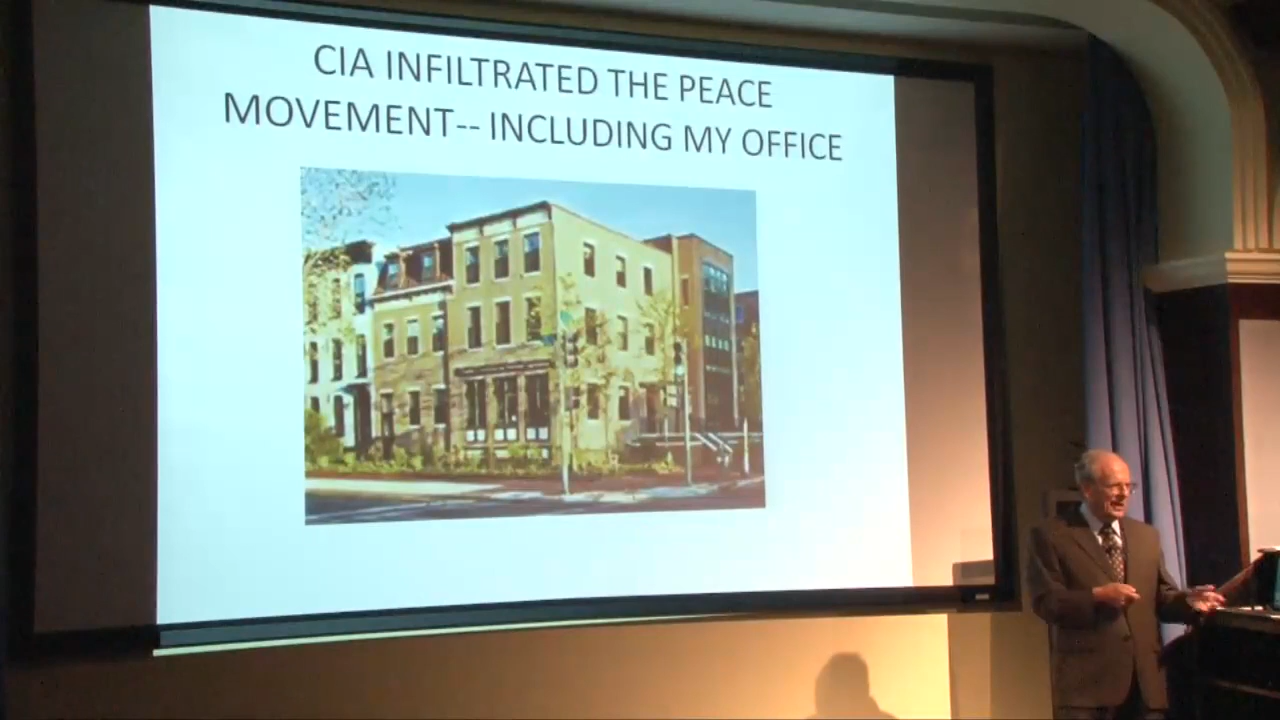 CIA INFILTRATED THE PEACE
MOVEMENT-- INCLUDING MY OFFICE